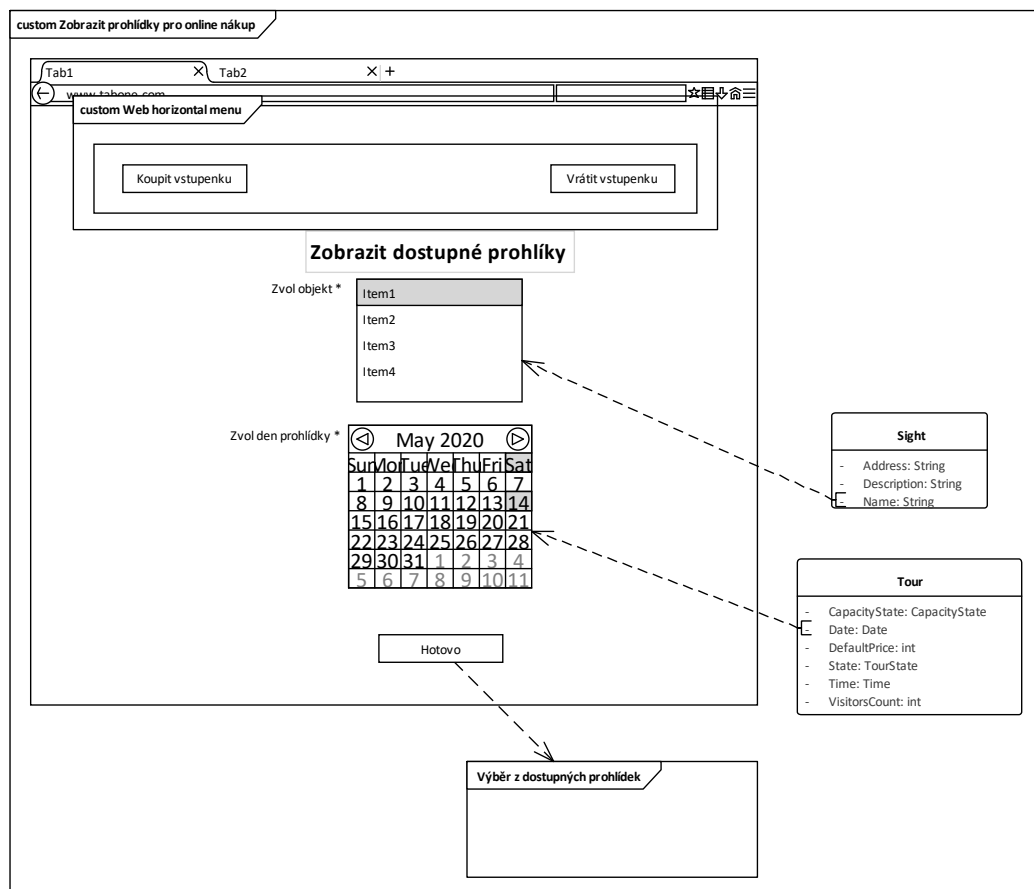 custom Zobrazit prohlídky pro online nákup
Tab1
Tab2
custom Web horizontal menu
Koupit vstupenku
Vrátit vstupenku
Zobrazit dostupné prohlíky
Zvol objekt *
Item1
Item2
Item3
Item4
Zvol den prohlídky *
May 2020
Sun Mon Tue Wed Thu Fri Sat
1 2 3 4 5 6 7
8 9 10 11 12 13 14
15 16 17 18 19 20 21
22 23 24 25 26 27 28
29 30 31 1 2 3 4
5 6 7 8 9 10 11
Hotovo
Sight
- Address: String
- Description: String
- Name: String
Tour
- CapacityState: CapacityState
- Date: Date
- DefaultPrice: int
- State: TourState
- Time: Time
- VisitorsCount: int
Výběr z dostupných prohlídek